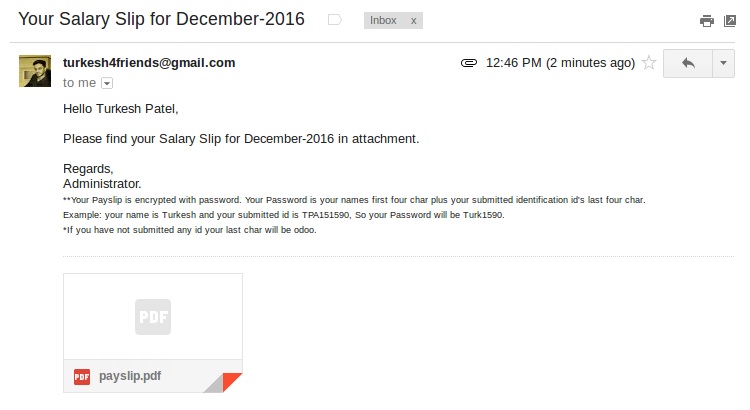 Your Salary Slip for December-2016
Inbox x
turkesh4friends@gmail.com
12:46 PM (2 minutes ago)
to me
Hello Turkesh Patel,
Please find your Salary Slip for December-2016 in attachment.
Regards,
Administrator.
**Your Payslip is encrypted with password. Your Password is your names first four char plus your submitted identification id's last four char.
Example: your name is Turkesh and your submitted id is TPA151590, So your Password will be Turk1590.
*If you have not submitted any id your last char will be odoo.
PDF
PDF payslip.pdf